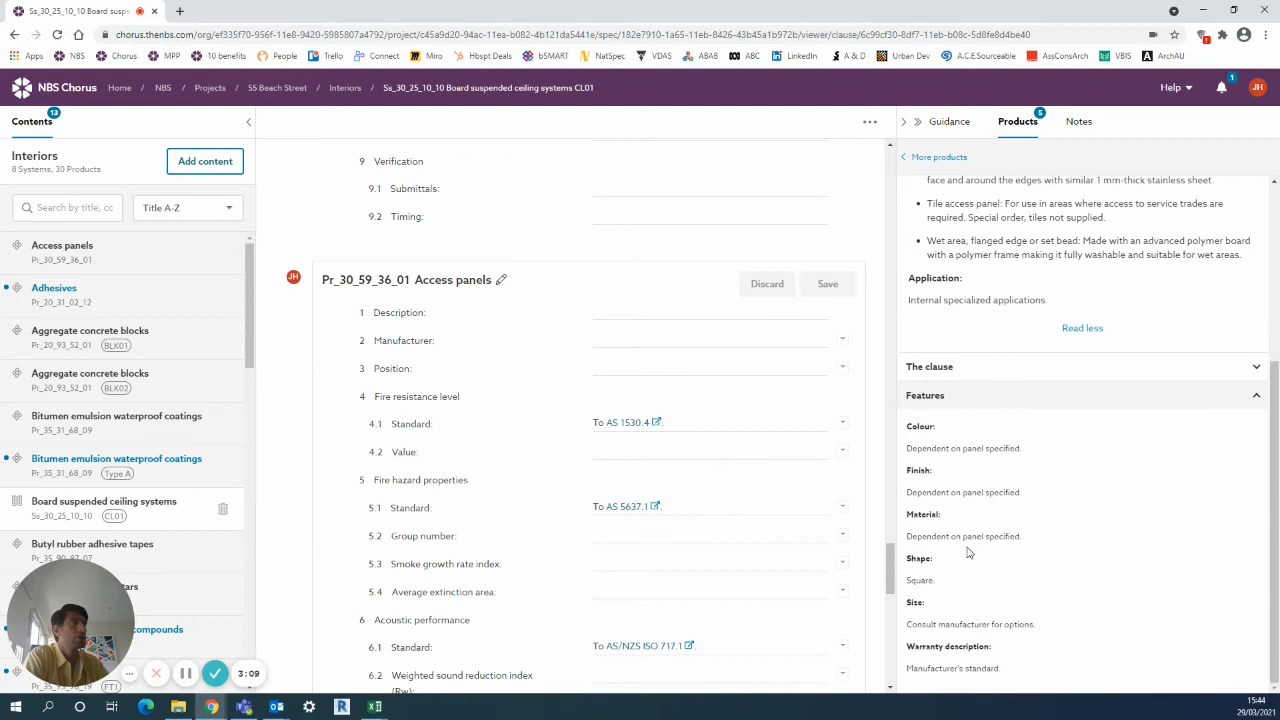 Ss_30_25_10_10 Board suspe
chorus.thenbs.com/org/ef335f70-956f-11e8-9420-5985807a4792/project/c45a9d20-94ac-11ea-b082-4b121da5441e/spec/182e7910-1a65-11eb-8426-43b45b1b972b/viewer/clause/6c99cf30-8df7-11eb-b08c-5d8fe8d4be40
Apps
NBS
Chorus
MPP
10 benefits
Prodeo
Trello
Connect
Miro
Hbspt Deals
bSMART
NatSpec
VDAS
ABAB
ABC
LinkedIn
A & D
Urban Dev
A.C.ESourceable
AssConsArch
VBIS
ArchAU
NBS Chorus
Home
NBS
Projects
55 Beach Street
Interiors
Ss_30_25_10_10 Board suspended ceiling systems CL01
Help
1
JH
Contents
13
Guidance
Products
5
Notes
Interiors
8 Systems, 30 Products
Add content
Search by title, cc
Title A-Z
Access panels
Pr_30_59_36_01
Adhesives
Pr_20_31_02_12
Aggregate concrete blocks
Pr_20_93_52_01 BLK01
Aggregate concrete blocks
Pr_20_93_52_01 BLK02
Bitumen emulsion waterproof coatings
Pr_35_31_68_09
Bitumen emulsion waterproof coatings
Pr_35_31_68_09 Type A
Board suspended ceiling systems
Ss_30_25_10_10 CL01
Butyl rubber adhesive tapes
3:09
9 Verification
9.1 Submittals:
9.2 Timing:
JH
Pr_30_59_36_01 Access panels
Discard
Save
1 Description:
2 Manufacturer:
3 Position:
4 Fire resistance level
4.1 Standard: To AS 1530.4.
4.2 Value:
5 Fire hazard properties
5.1 Standard: To AS 5637.1.
5.2 Group number:
5.3 Smoke growth rate index:
5.4 Average extinction area:
6 Acoustic performance
6.1 Standard: To AS/NZS ISO 717.1.
6.2 Weighted sound reduction index
(Rw):
More products
face and around the edges with similar 1 mm-thick stainless sheet.
• Tile access panel: For use in areas where access to service trades are
required. Special order, tiles not supplied.
• Wet area, flanged edge or set bead: Made with an advanced polymer board
with a polymer frame making it fully washable and suitable for wet areas.
Application:
Internal specialized applications.
Read less
The clause
Features
Colour:
Dependent on panel specified.
Finish:
Dependent on panel specified.
Material:
Dependent on panel specified.
Shape:
Square.
Size:
Consult manufacturer for options.
Warranty description:
Manufacturer's standard.
15:44
29/03/2021